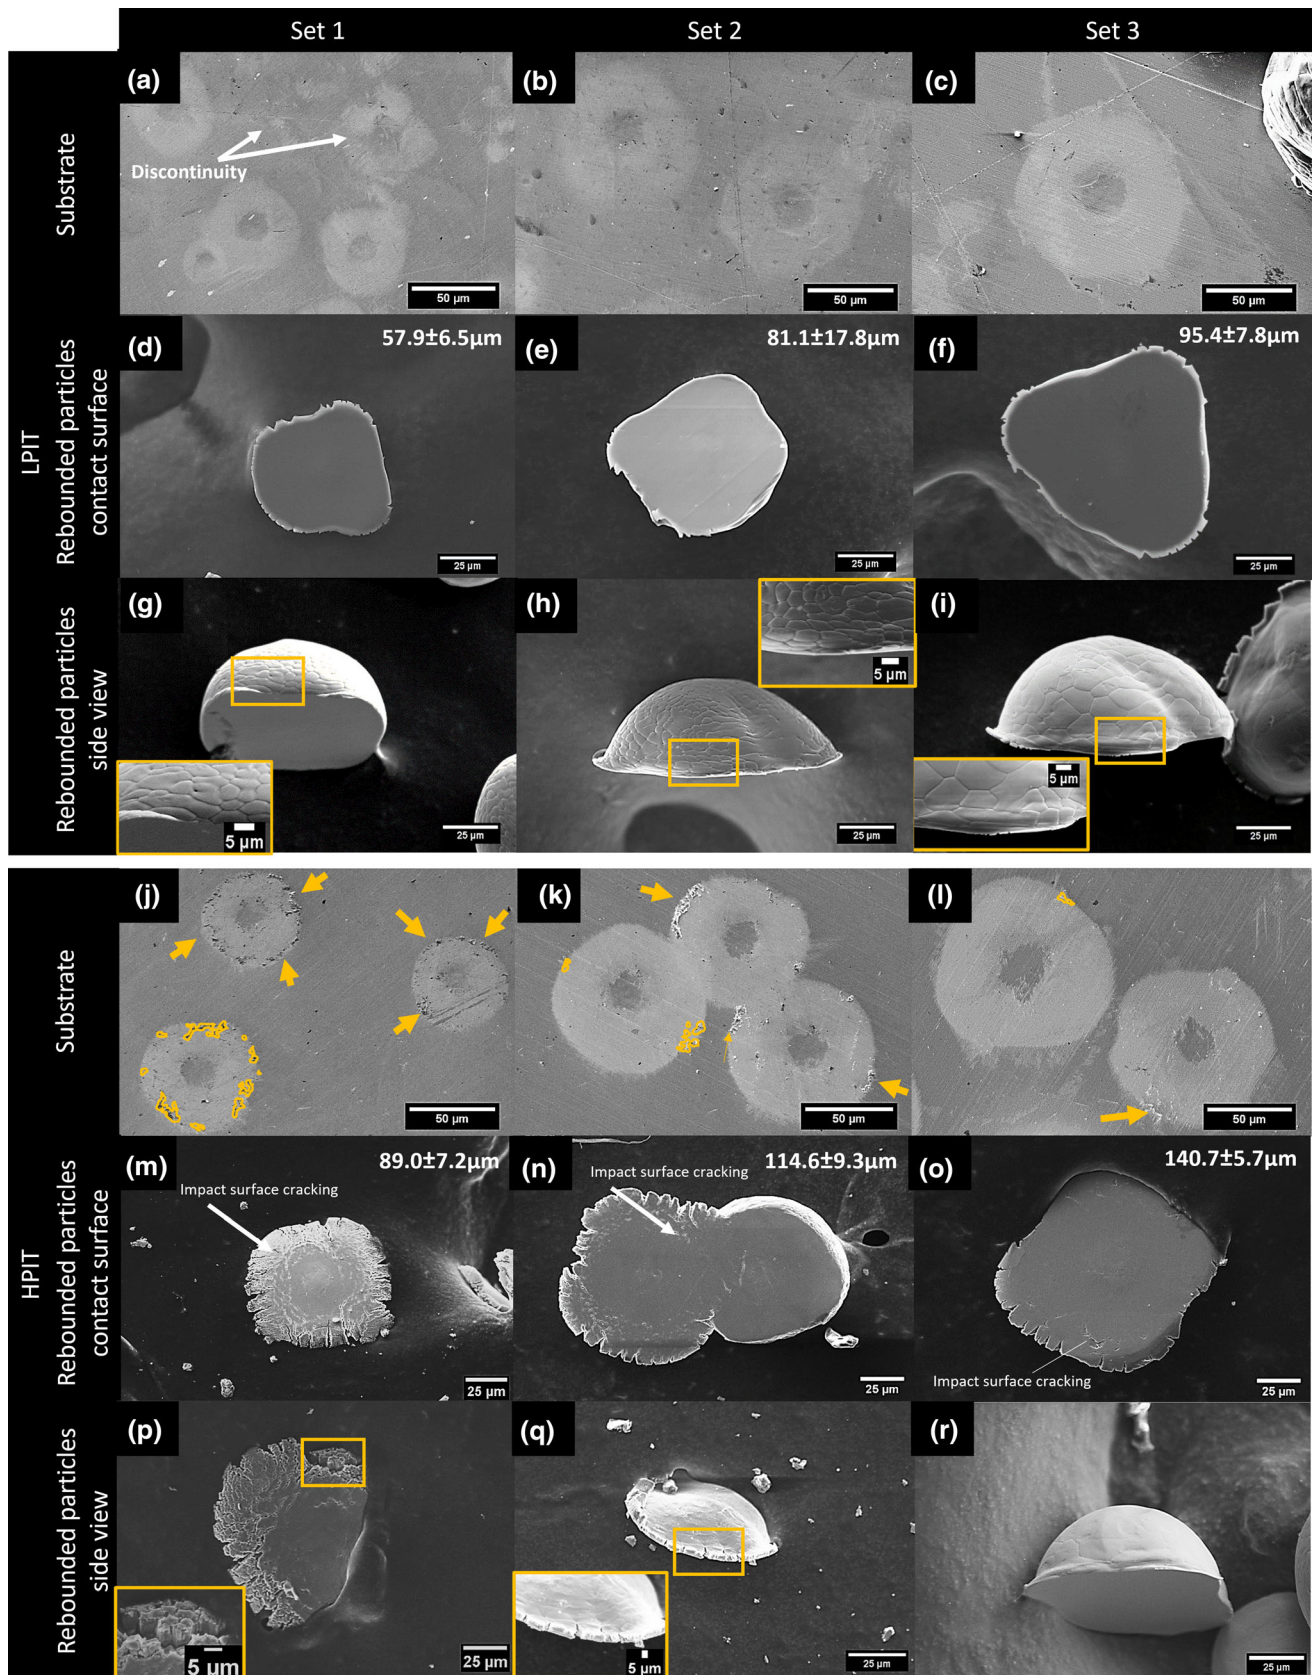 Set 1
Set 2
Set 3
Substrate
(a)
Discontinuity
50 µm
(b)
50 µm
(c)
50 µm
LPIT
Rebounded particles
contact surface
(d)
57.9±6.5µm
25 µm
(e)
81.1±17.8µm
25 µm
(f)
95.4±7.8µm
25 µm
Rebounded particles
side view
(g)
5 µm
25 µm
(h)
5 µm
25 µm
(i)
5 µm
25 µm
Substrate
(j)
50 µm
(k)
50 µm
(l)
50 µm
HPIT
Rebounded particles
contact surface
(m)
89.0±7.2µm
Impact surface cracking
25 µm
(n)
114.6±9.3µm
Impact surface cracking
25 µm
(o)
140.7±5.7µm
Impact surface cracking
25 µm
Rebounded particles
side view
(p)
5 µm
25 µm
(q)
5 µm
25 µm
(r)
25 µm